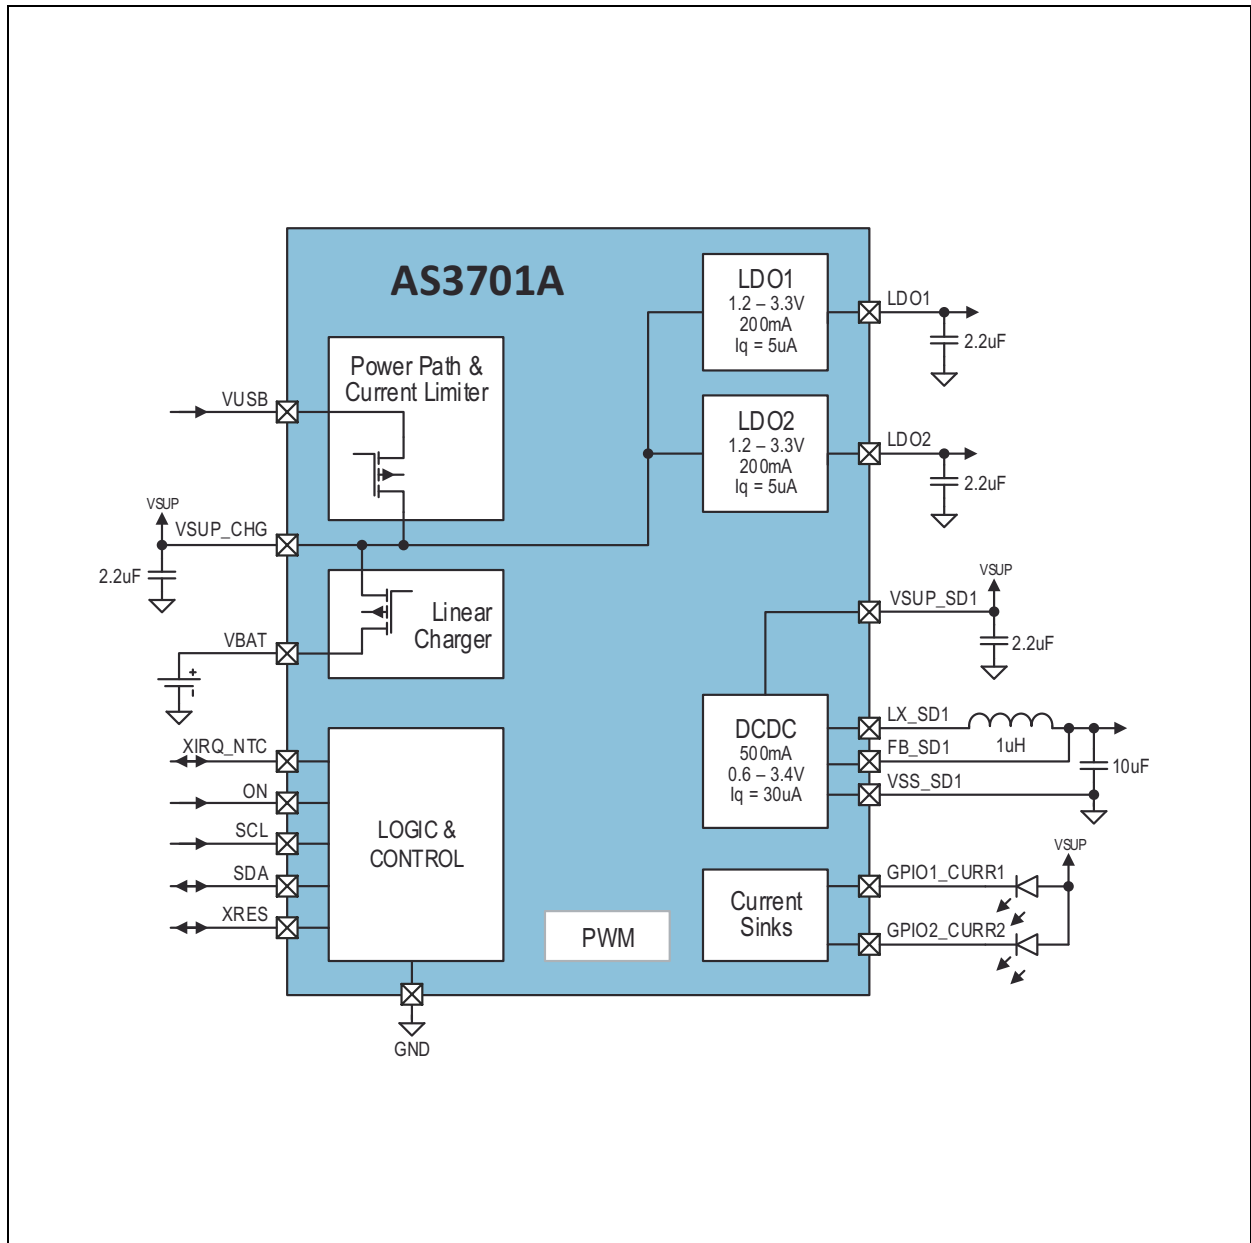 AS3701A
Power Path &
Current Limiter
VUSB
VSUP
VSUP_CHG
2.2uF
Linear
Charger
VBAT
+
-
XIRQ_NTC
ON
SCL
SDA
XRES
LOGIC &
CONTROL
GND
PWM
LDO1
1.2 – 3.3V
200mA
Iq = 5uA
LDO1
2.2uF
LDO2
1.2 – 3.3V
200mA
Iq = 5uA
LDO2
2.2uF
VSUP
VSUP_SD1
2.2uF
DCDC
500mA
0.6 – 3.4V
Iq = 30uA
LX_SD1
1uH
FB_SD1
VSS_SD1
10uF
Current
Sinks
VSUP
GPIO1_CURR1
GPIO2_CURR2